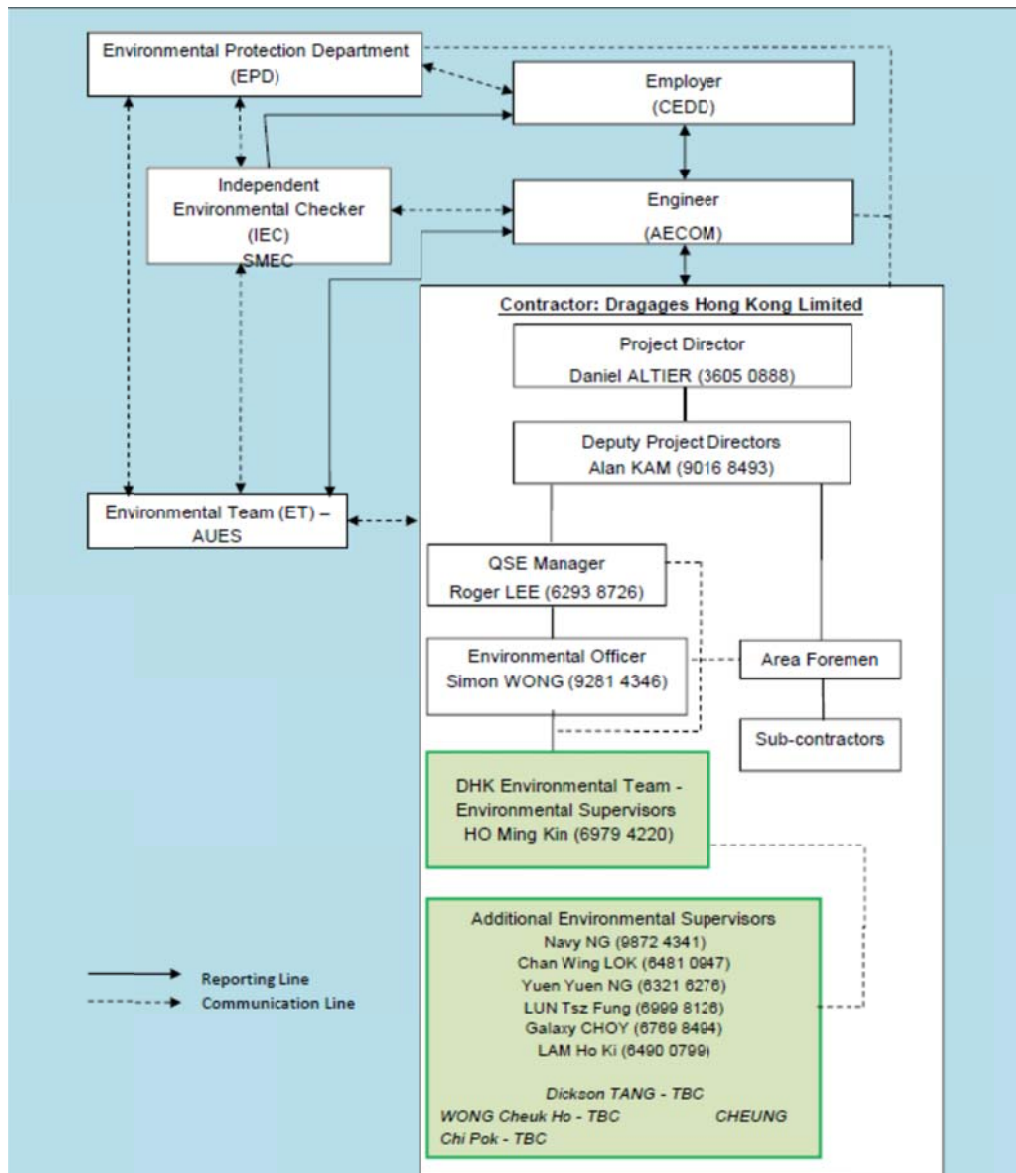 Environmental Protection Department
(EPD)
Employer
(CEDD)
Independent
Environmental Checker
(IEC)
SMEC
Engineer
(AECOM)
Contractor: Dragages Hong Kong Limited
Project Director
Daniel ALTIER (3605 0888)
Deputy Project Directors
Alan KAM (9016 8493)
Environmental Team (ET) –
AUES
QSE Manager
Roger LEE (6293 8726)
Environmental Officer
Simon WONG (9281 4346)
Area Foremen
Sub-contractors
DHK Environmental Team -
Environmental Supervisors
HO Ming Kin (6979 4220)
Additional Environmental Supervisors
Navy NG (9872 4341)
Chan Wing LOK (6481 0947)
Yuen Yuen NG (6321 6276)
LUN Tsz Fung (6999 8126)
Galaxy CHOY (6769 8494)
LAM Ho Ki (6490 0799)
Dickson TANG - TBC
WONG Cheuk Ho - TBC CHEUNG
Chi Pok - TBC
Reporting Line
Communication Line